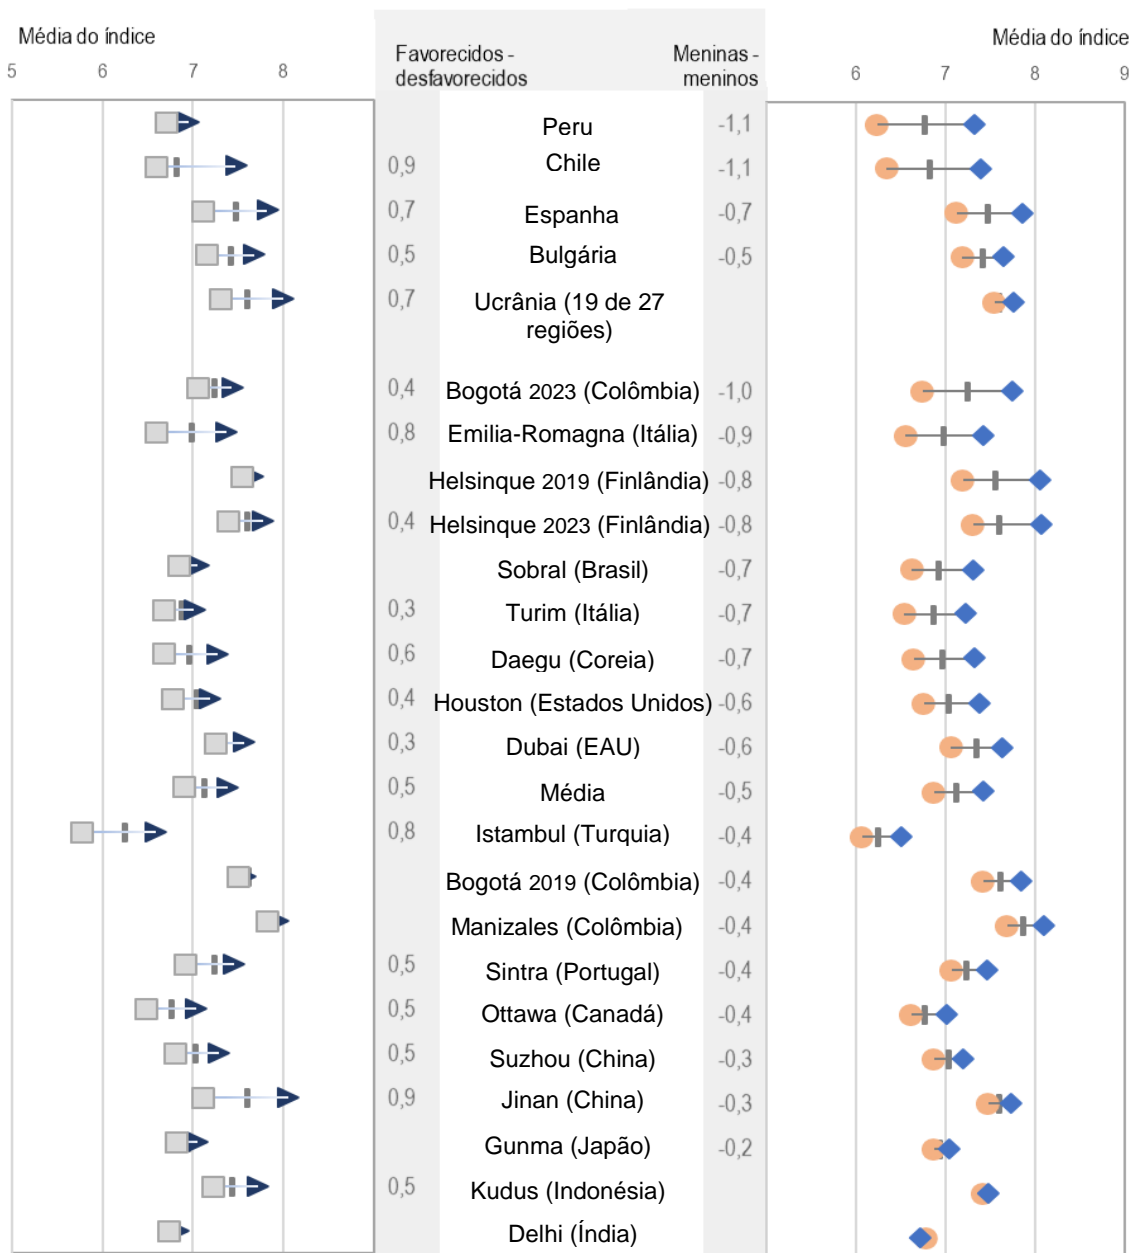 Média do índice
Média do índice
Favorecidos -
desfavorecidos
Meninas -
meninos
5 6 7 8
6 7 8 9
Peru -1,1
0,9 Chile -1,1
0,7 Espanha -0,7
0,5 Bulgária -0,5
0,7 Ucrânia (19 de 27
regiões)
0,4 Bogotá 2023 (Colômbia) -1,0
0,8 Emilia-Romagna (Itália) -0,9
Helsinque 2019 (Finlândia) -0,8
0,4 Helsinque 2023 (Finlândia) -0,8
Sobral (Brasil) -0,7
0,3 Turim (Itália) -0,7
0,6 Daegu (Coreia) -0,7
0,4 Houston (Estados Unidos) -0,6
0,3 Dubai (EAU) -0,6
0,5 Média -0,5
0,8 Istambul (Turquia) -0,4
Bogotá 2019 (Colômbia) -0,4
Manizales (Colômbia) -0,4
0,5 Sintra (Portugal) -0,4
0,5 Ottawa (Canadá) -0,4
0,5 Suzhou (China) -0,3
0,9 Jinan (China) -0,3
Gunma (Japão) -0,2
0,5 Kudus (Indonésia)
Delhi (Índia)